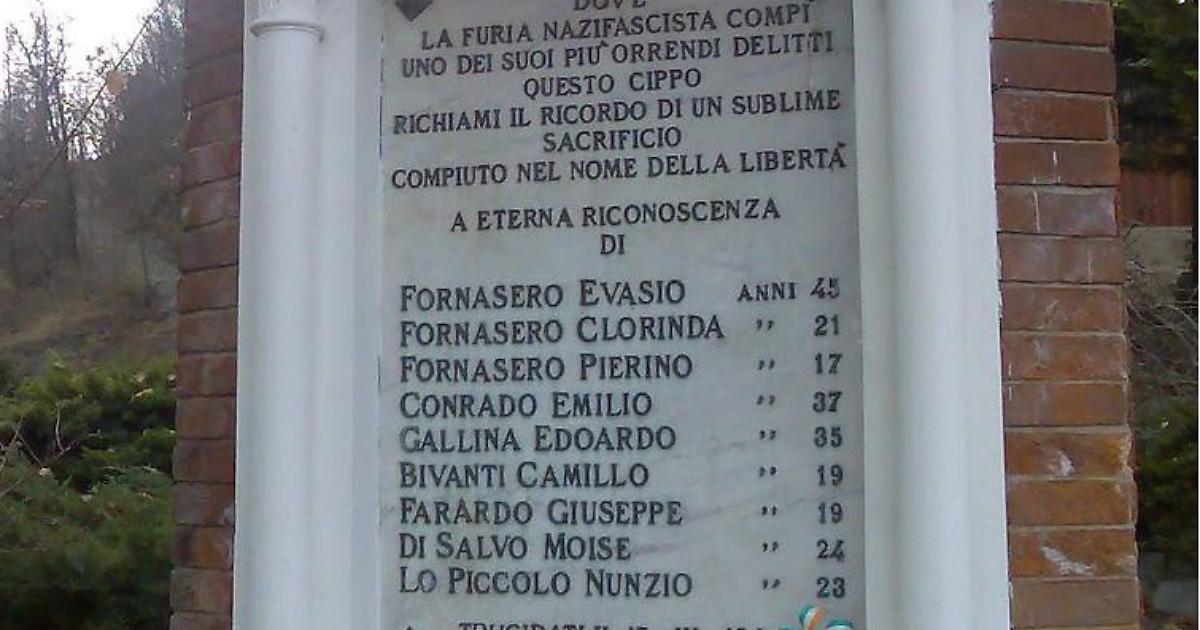 DOVE
LA FURIA NAZIFASCISTA COMPI'
UNO DEI SUOI PIU' ORRENDI DELITTI
QUESTO CIPPO
RICHIAMI IL RICORDO DI UN SUBLIME
SACRIFICIO
COMPIUTO NEL NOME DELLA LIBERTA'
A ETERNA RICONOSCENZA
DI
FORNASERO EVASIO ANNI 45
FORNASERO CLORINDA " 21
FORNASERO PIERINO " 17
CONRADO EMILIO " 37
GALLINA EDOARDO " 35
BIVANTI CAMILLO " 19
FARARDO GIUSEPPE " 19
DI SALVO MOISE " 24
LO PICCOLO NUNZIO " 23
TRUCIDATI IL